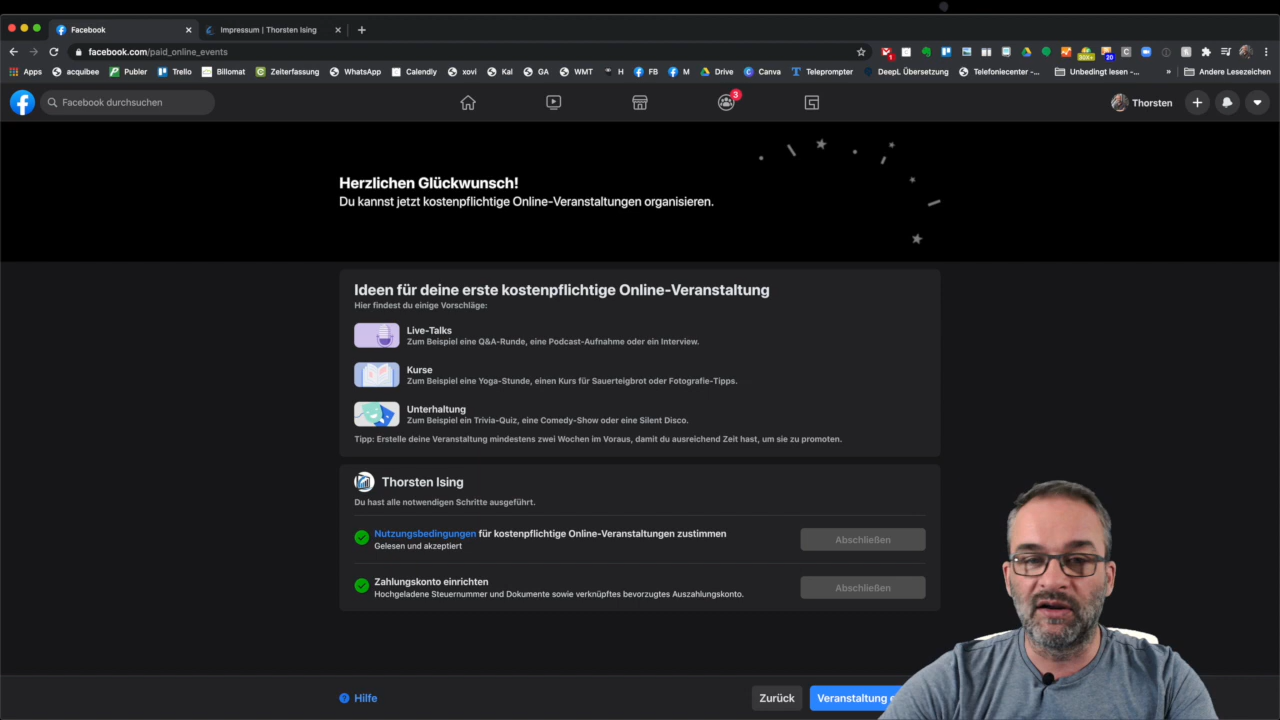 Facebook
Impressum | Thorsten Ising
facebook.com/paid_online_events
Apps
acquibee
Publer
Trello
Billomat
Zeiterfassung
WhatsApp
Calendly
xovi
Kal
GA
WMT
H
FB
M
Drive
Canva
Teleprompter
DeepL Übersetzung
Telefoniecenter -...
Unbedingt lesen -...
»
Andere Lesezeichen
Facebook durchsuchen
3
Thorsten
Herzlichen Glückwunsch!
Du kannst jetzt kostenpflichtige Online-Veranstaltungen organisieren.
Ideen für deine erste kostenpflichtige Online-Veranstaltung
Hier findest du einige Vorschläge:
Live-Talks
Zum Beispiel eine Q&A-Runde, eine Podcast-Aufnahme oder ein Interview.
Kurse
Zum Beispiel eine Yoga-Stunde, einen Kurs für Sauerteigbrot oder Fotografie-Tipps.
Unterhaltung
Zum Beispiel ein Trivia-Quiz, eine Comedy-Show oder eine Silent Disco.
Tipp: Erstelle deine Veranstaltung mindestens zwei Wochen im Voraus, damit du ausreichend Zeit hast, um sie zu promoten.
Thorsten Ising
Du hast alle notwendigen Schritte ausgeführt.
Nutzungsbedingungen für kostenpflichtige Online-Veranstaltungen zustimmen
Gelesen und akzeptiert
Abschließen
Zahlungskonto einrichten
Hochgeladene Steuernummer und Dokumente sowie verknüpftes bevorzugtes Auszahlungskonto.
Abschließen
Hilfe
Zurück
Veranstaltung